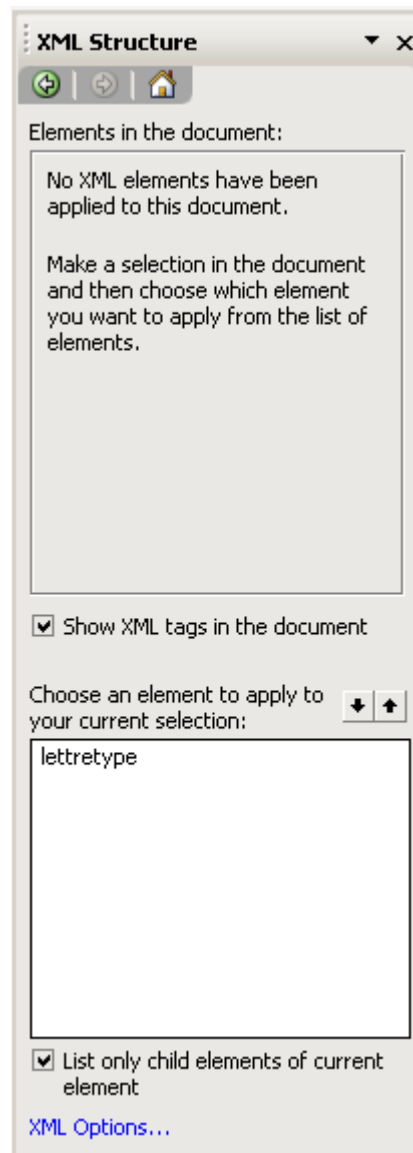 XML Structure
Elements in the document:
No XML elements have been
applied to this document.
Make a selection in the document
and then choose which element
you want to apply from the list of
elements.
Show XML tags in the document
Choose an element to apply to
your current selection:
lettretype
List only child elements of current
element
XML Options...